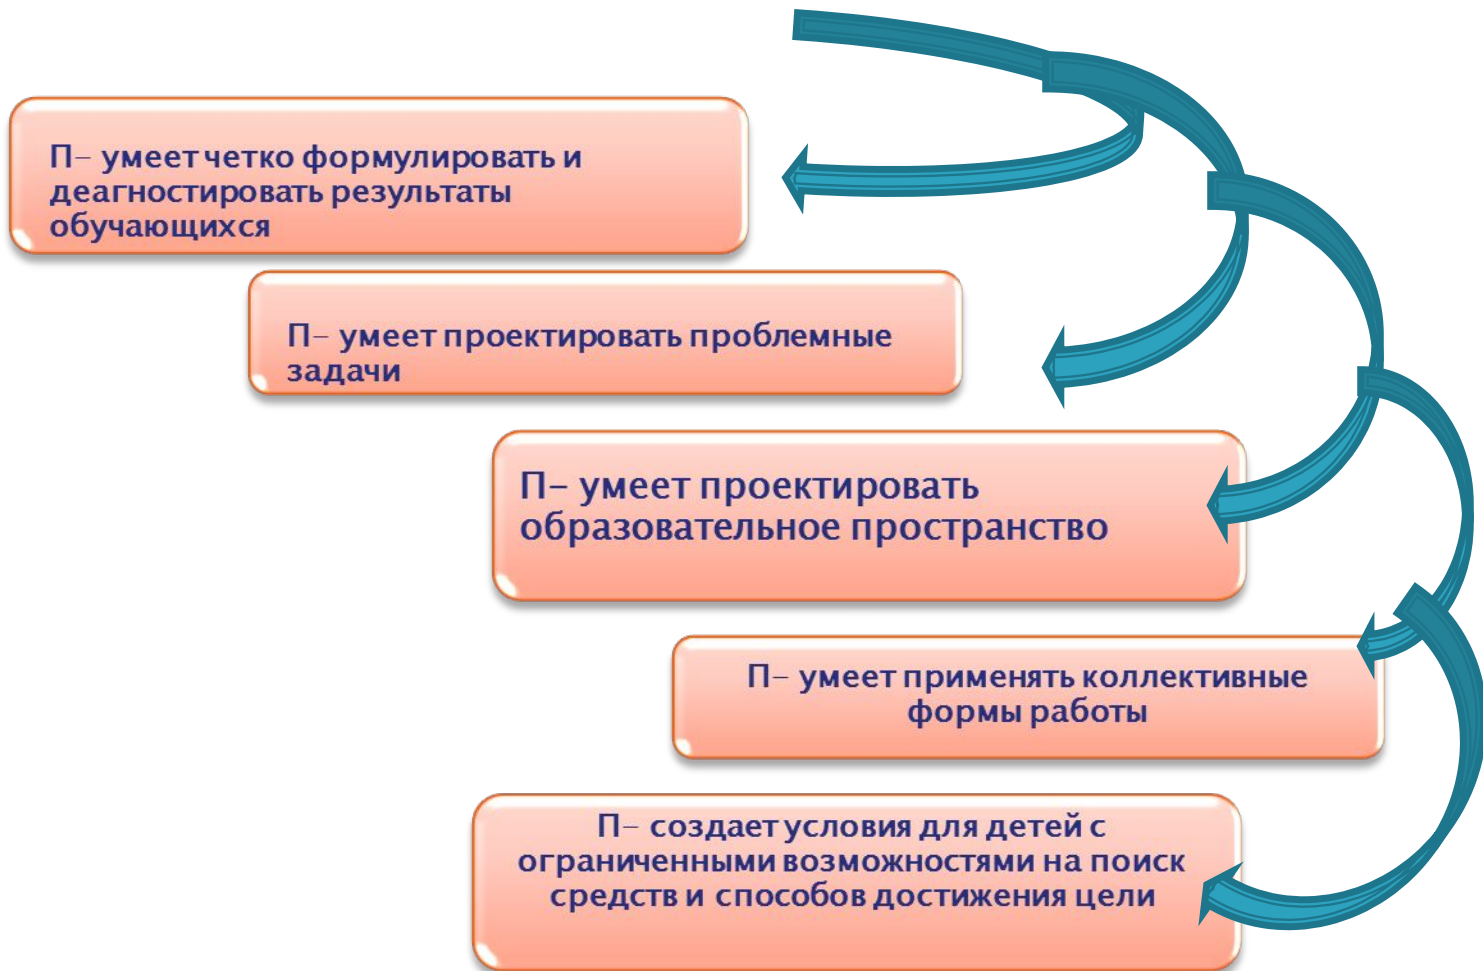 П– умеет четко формулировать и
деагностировать результаты
обучающихся
П– умеет проектировать проблемные
задачи
П– умеет проектировать
образовательное пространство
П– умеет применять коллективные
формы работы
П– создает условия для детей с
ограниченными возможностями на поиск
средств и способов достижения цели